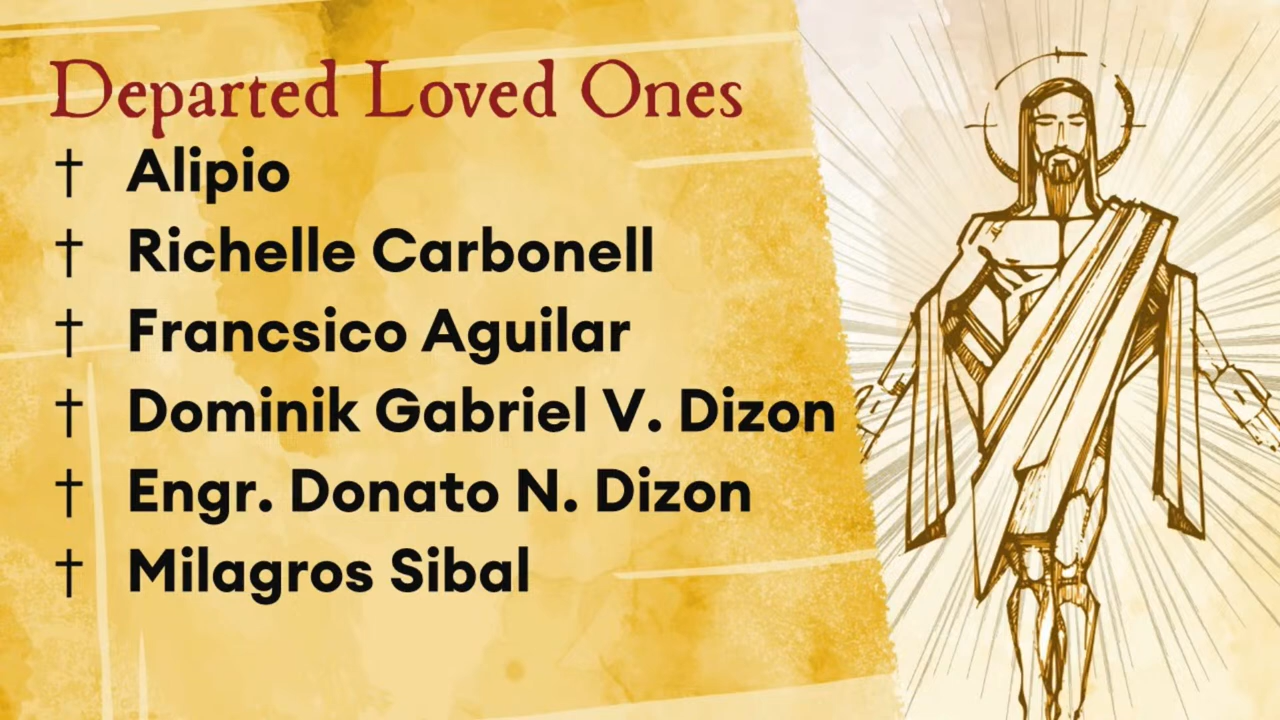 Departed Loved Ones
† Alipio
† Richelle Carbonell
† Francsico Aguilar
† Dominik Gabriel V. Dizon
† Engr. Donato N. Dizon
† Milagros Sibal